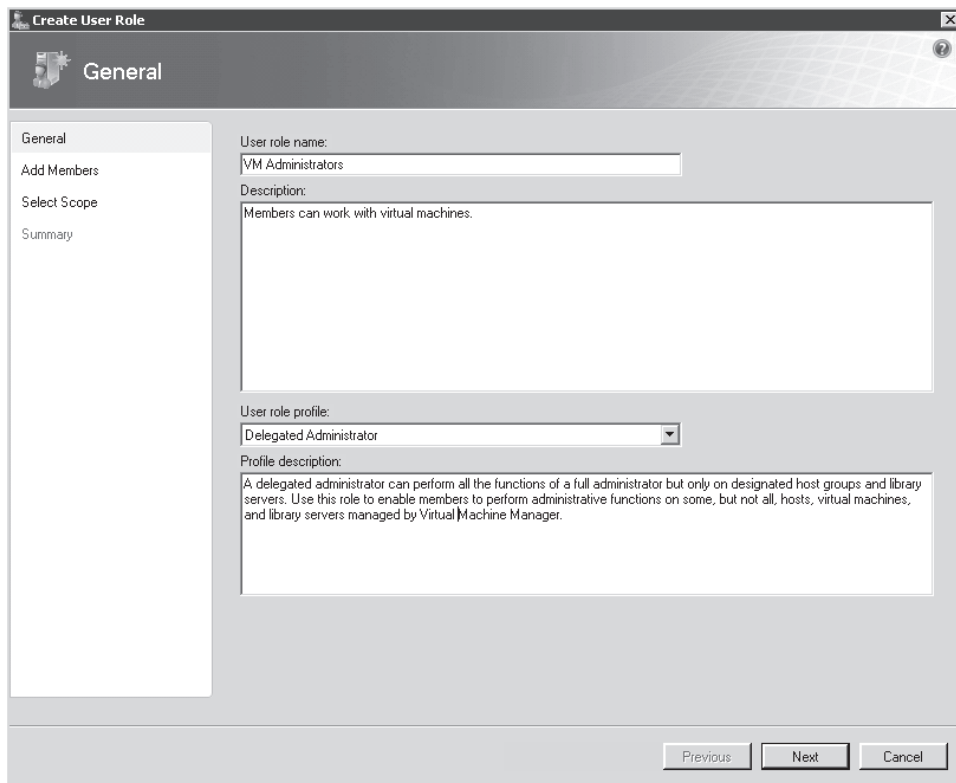 Create User Role
General
General
Add Members
Select Scope
Summary
User role name:
VM Administrators
Description:
Members can work with virtual machines.
User role profile:
Delegated Administrator
Profile description:
A delegated administrator can perform all the functions of a full administrator but only on designated host groups and library
servers. Use this role to enable members to perform administrative functions on some, but not all, hosts, virtual machines,
and library servers managed by Virtual Machine Manager.
Previous
Next
Cancel